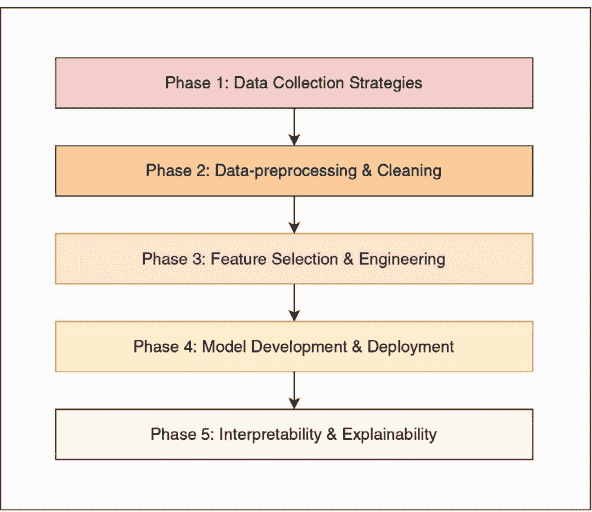 Phase 1: Data Collection Strategies
Phase 2: Data-preprocessing & Cleaning
Phase 3: Feature Selection & Engineering
Phase 4: Model Development & Deployment
Phase 5: Interpretability & Explainability